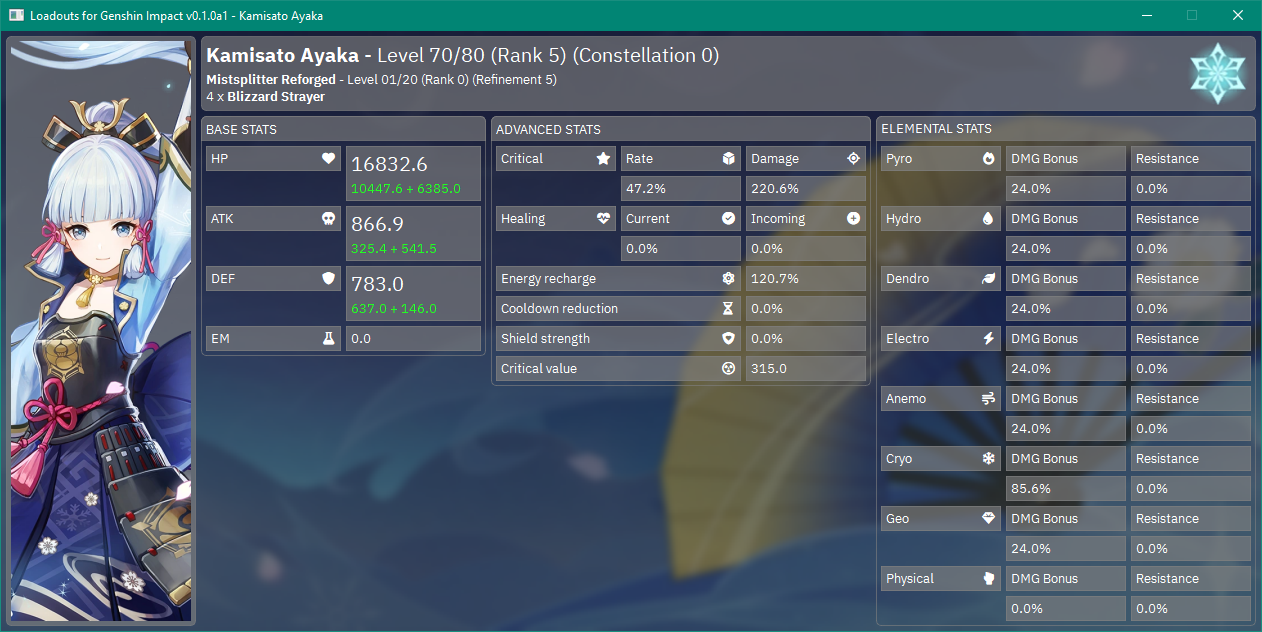 Loadouts for Genshin Impact v0.1.0a1 - Kamisato Ayaka
Kamisato Ayaka - Level 70/80 (Rank 5) (Constellation 0)
Mistsplitter Reforged - Level 01/20 (Rank 0) (Refinement 5)
4 x Blizzard Strayer
BASE STATS
HP
16832.6
10447.6 + 6385.0
ATK
866.9
325.4 + 541.5
DEF
783.0
637.0 + 146.0
EM 0.0
ADVANCED STATS
Critical Rate Damage
47.2% 220.6%
Healing Current Incoming
0.0% 0.0%
Energy recharge 120.7%
Cooldown reduction 0.0%
Shield strength 0.0%
Critical value 315.0
ELEMENTAL STATS
Pyro DMG Bonus Resistance
24.0% 0.0%
Hydro DMG Bonus Resistance
24.0% 0.0%
Dendro DMG Bonus Resistance
24.0% 0.0%
Electro DMG Bonus Resistance
24.0% 0.0%
Anemo DMG Bonus Resistance
24.0% 0.0%
Cryo DMG Bonus Resistance
85.6% 0.0%
Geo DMG Bonus Resistance
24.0% 0.0%
Physical DMG Bonus Resistance
0.0% 0.0%